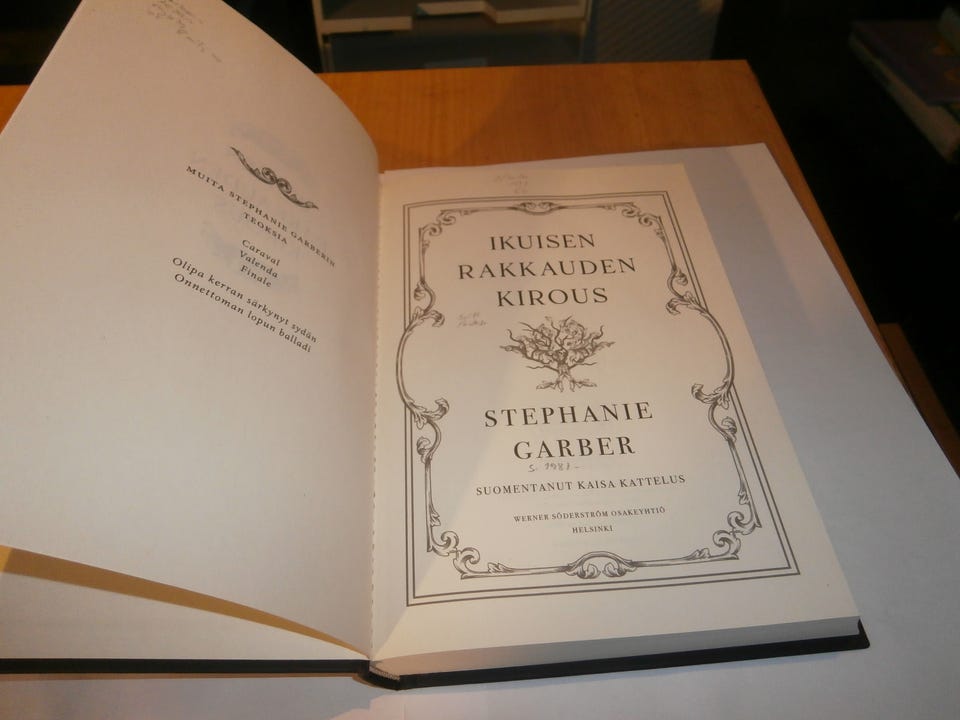 MUITA STEPHANIE GARBERIN
TEOKSIA
Caraval
Valenda
Finale
Olipa kerran särkynyt sydän
Onnettoman lopun balladi
IKUISEN
RAKKAUDEN
KIROUS
STEPHANIE
GARBER
S. 1987-
SUOMENTANUT KAISA KATTELUS
WERNER SÖDERSTRÖM OSAKEYHTIÖ
HELSINKI